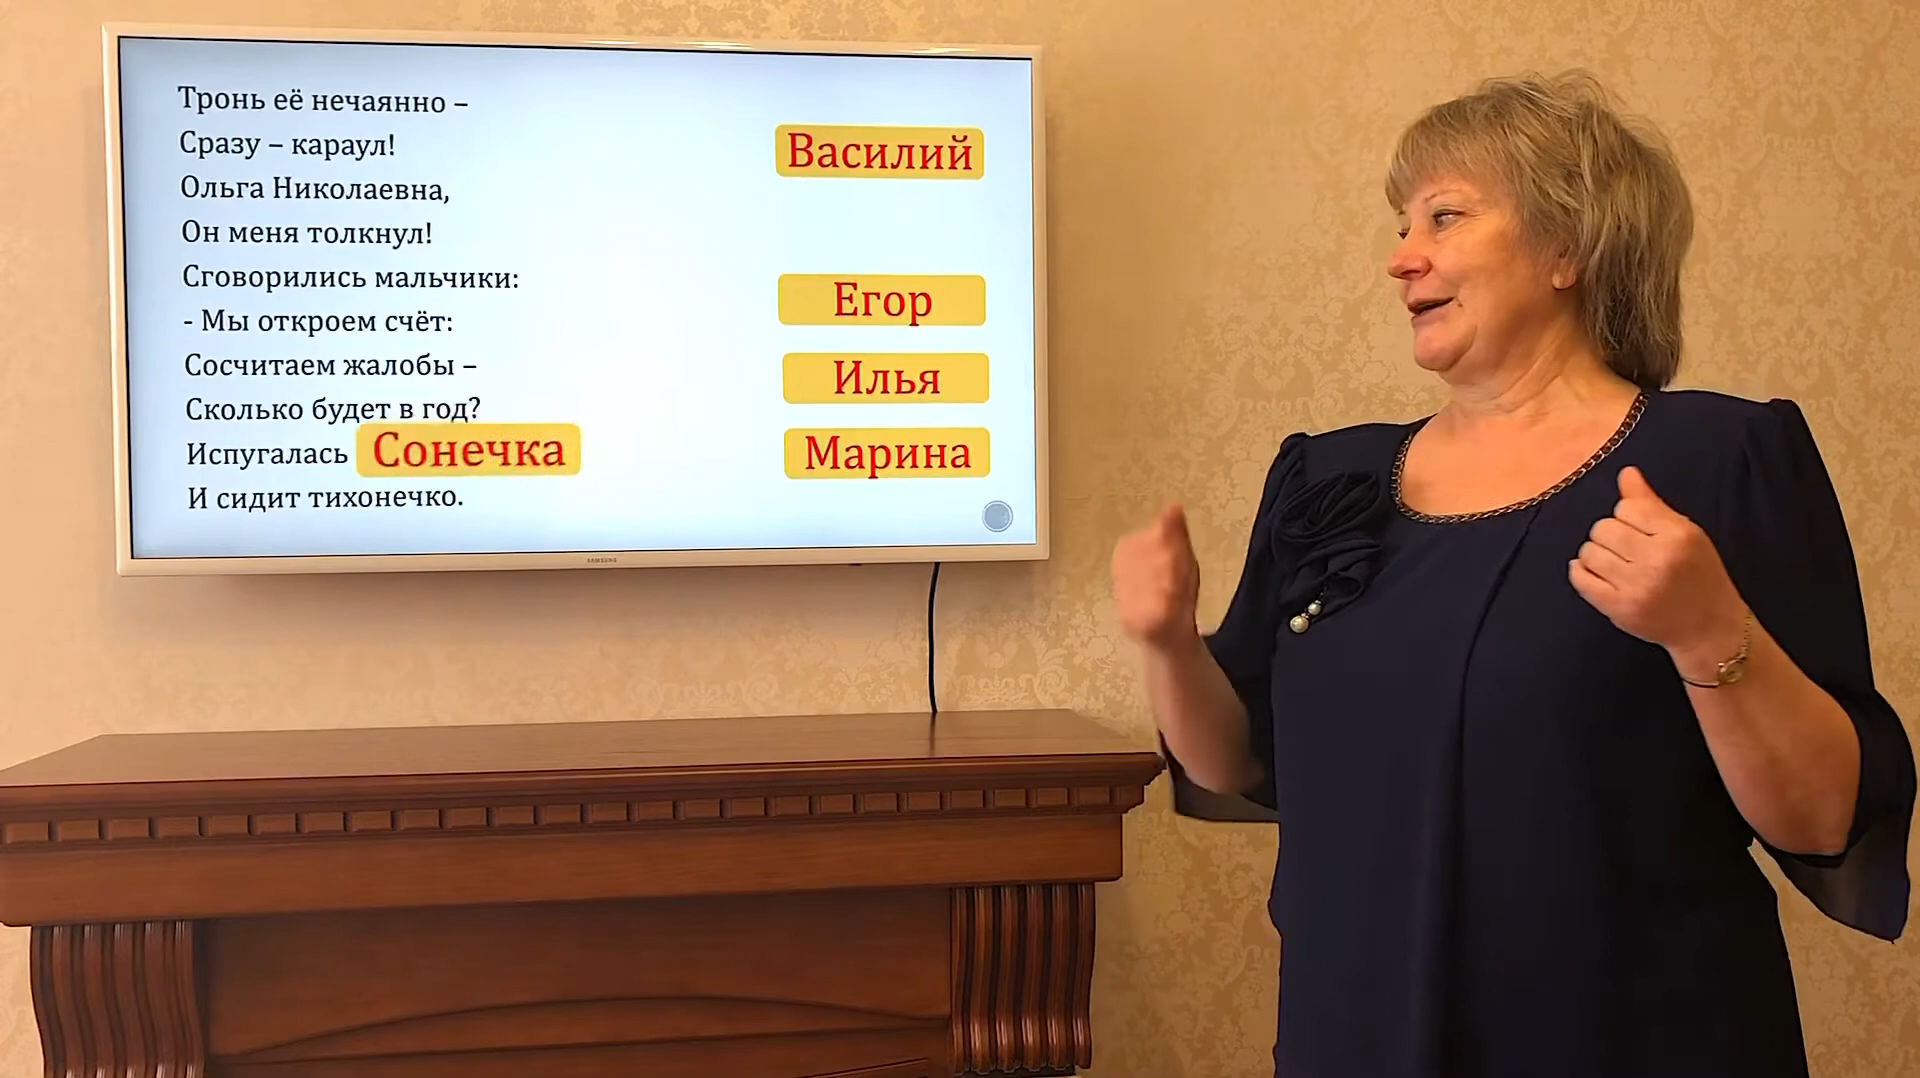 Тронь её нечаянно –
Сразу – караул!
Ольга Николаевна,
Он меня толкнул!
Сговорились мальчики:
- Мы откроем счёт:
Сосчитаем жалобы –
Сколько будет в год?
Испугалась Сонечка
И сидит тихонечко.
Василий
Егор
Илья
Марина
SAMSUNG